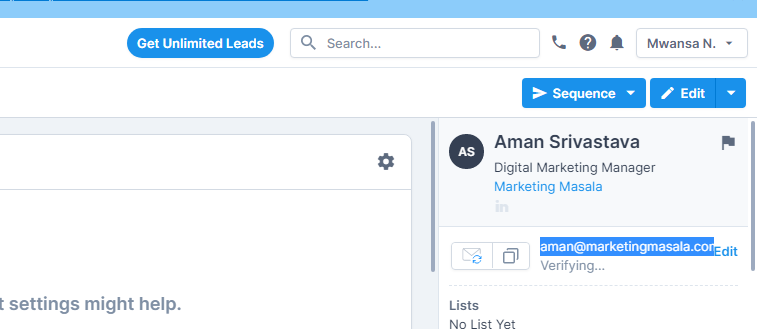 Get Unlimited Leads
Search...
Mwansa N.
Sequence
Edit
AS
Aman Srivastava
Digital Marketing Manager
Marketing Masala
in
aman@marketingmasala.com
Edit
Verifying...
t settings might help.
Lists
No List Yet